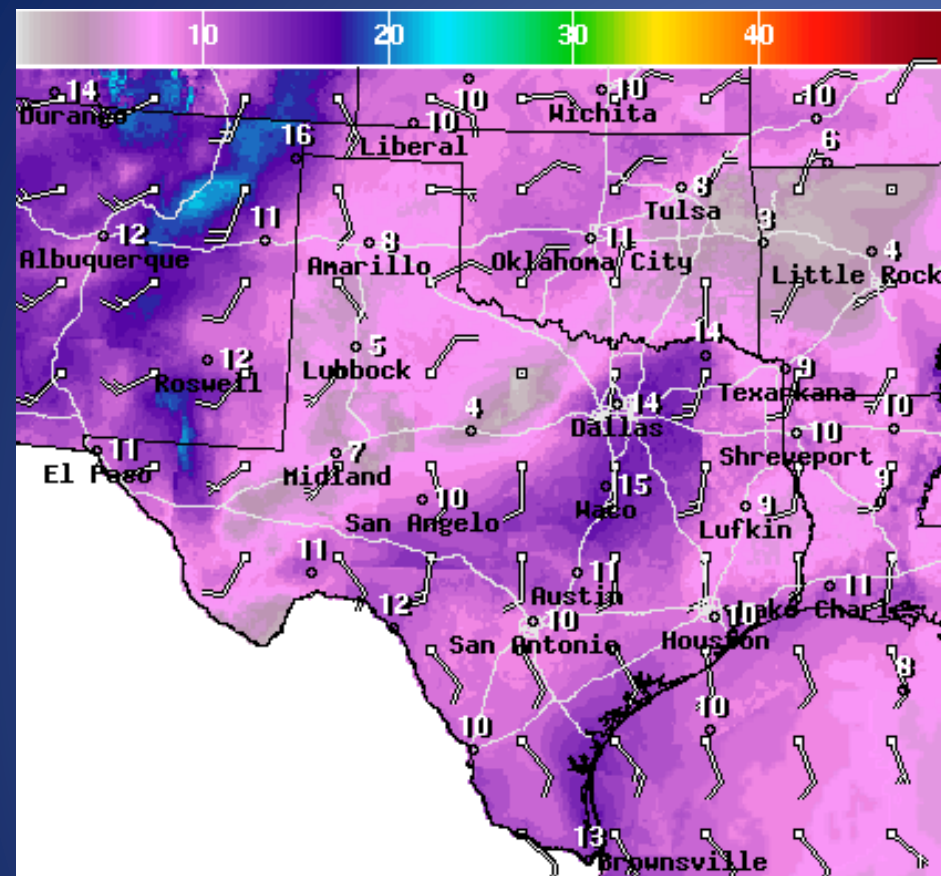 10 20 30 40
14 10 10 10
Durango Wichita
10
Liberal
16 6
8
Tulsa
12 11 8 11 3 4
Albuquerque Amarillo Oklahoma City Little Rock
14
5 12 9
Roswell Lubbock Texarkana
4 14 10
Dallas 10
11 7 Shreveport
El Paso Midland
15 9
10 Waco 9
San Angelo Lufkin
11 11 11
Austin Lake Charles
12 10 10
San Antonio Houston
8
10 10
13
Brownsville